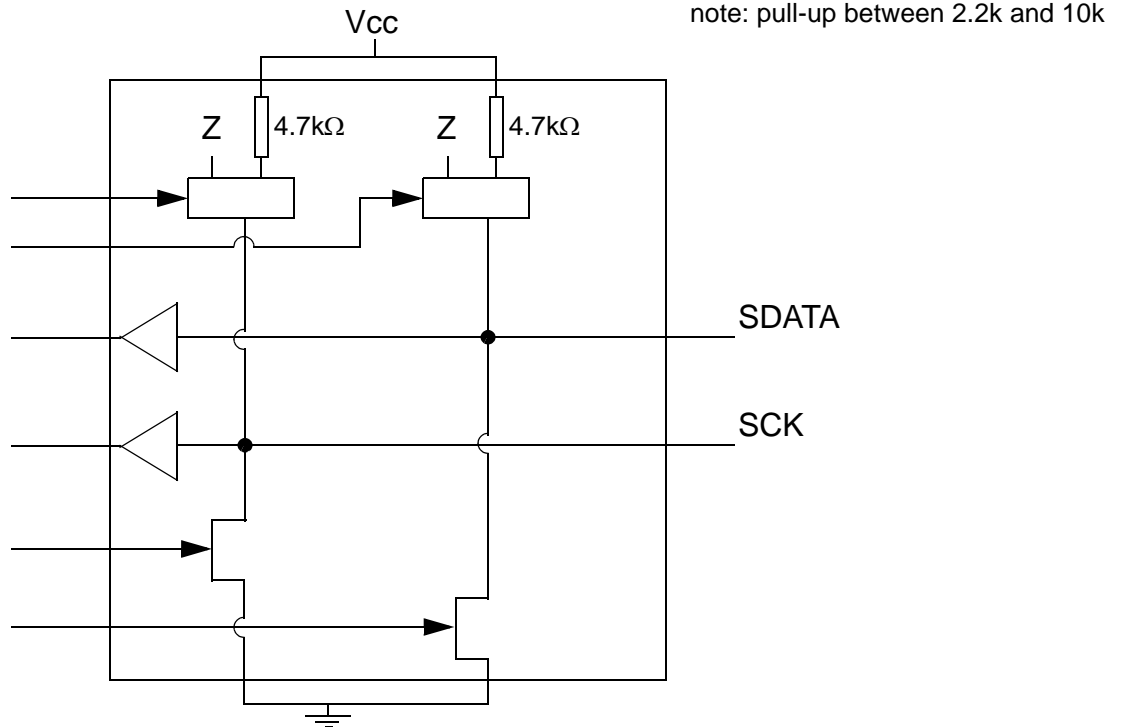 note: pull-up between 2.2k and 10k
Vcc
Z
4.7kΩ
Z
4.7kΩ
SDATA
SCK